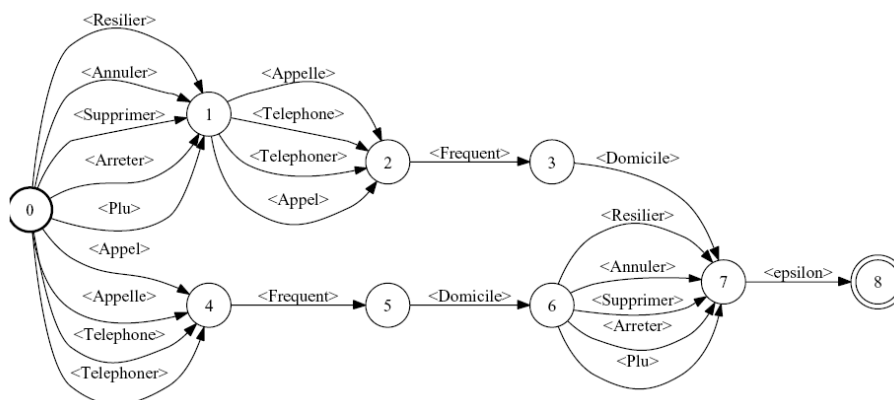 <Resilier>
<Annuler>
<Supprimer>
<Arreter>
<Plu>
0
1
<Appelle>
<Telephone>
<Telephoner>
<Appel>
2
<Frequent>
3
<Domicile>
<Appel>
<Appelle>
<Telephone>
<Telephoner>
4
<Frequent>
5
<Domicile>
6
<Resilier>
<Annuler>
<Supprimer>
<Arreter>
<Plu>
7
<epsilon>
8